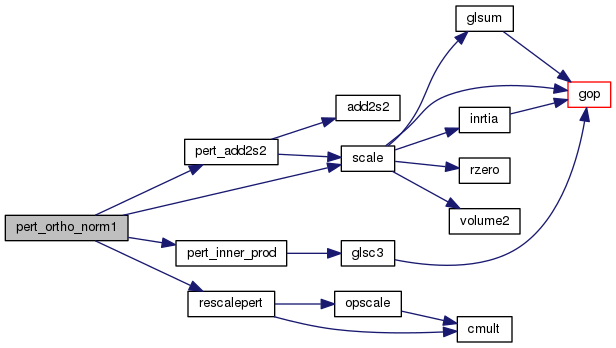 glsum
gop
add2s2
inrtia
pert_add2s2
scale
rzero
volume2
pert_ortho_norm1
pert_inner_prod
glsc3
rescalepert
opscale
cmult